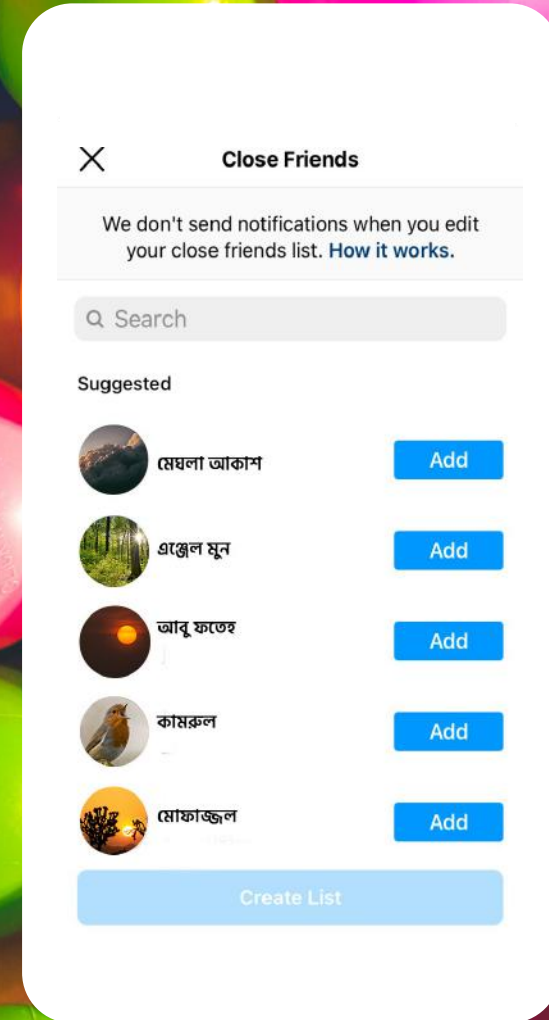 Close Friends
We don't send notifications when you edit
your close friends list. How it works.
Search
Suggested
মেঘলা আকাশ
Add
এঞ্জেল মুন
Add
আবু ফতেহ
Add
কামরুল
Add
মোফাজ্জল
Add
Create List